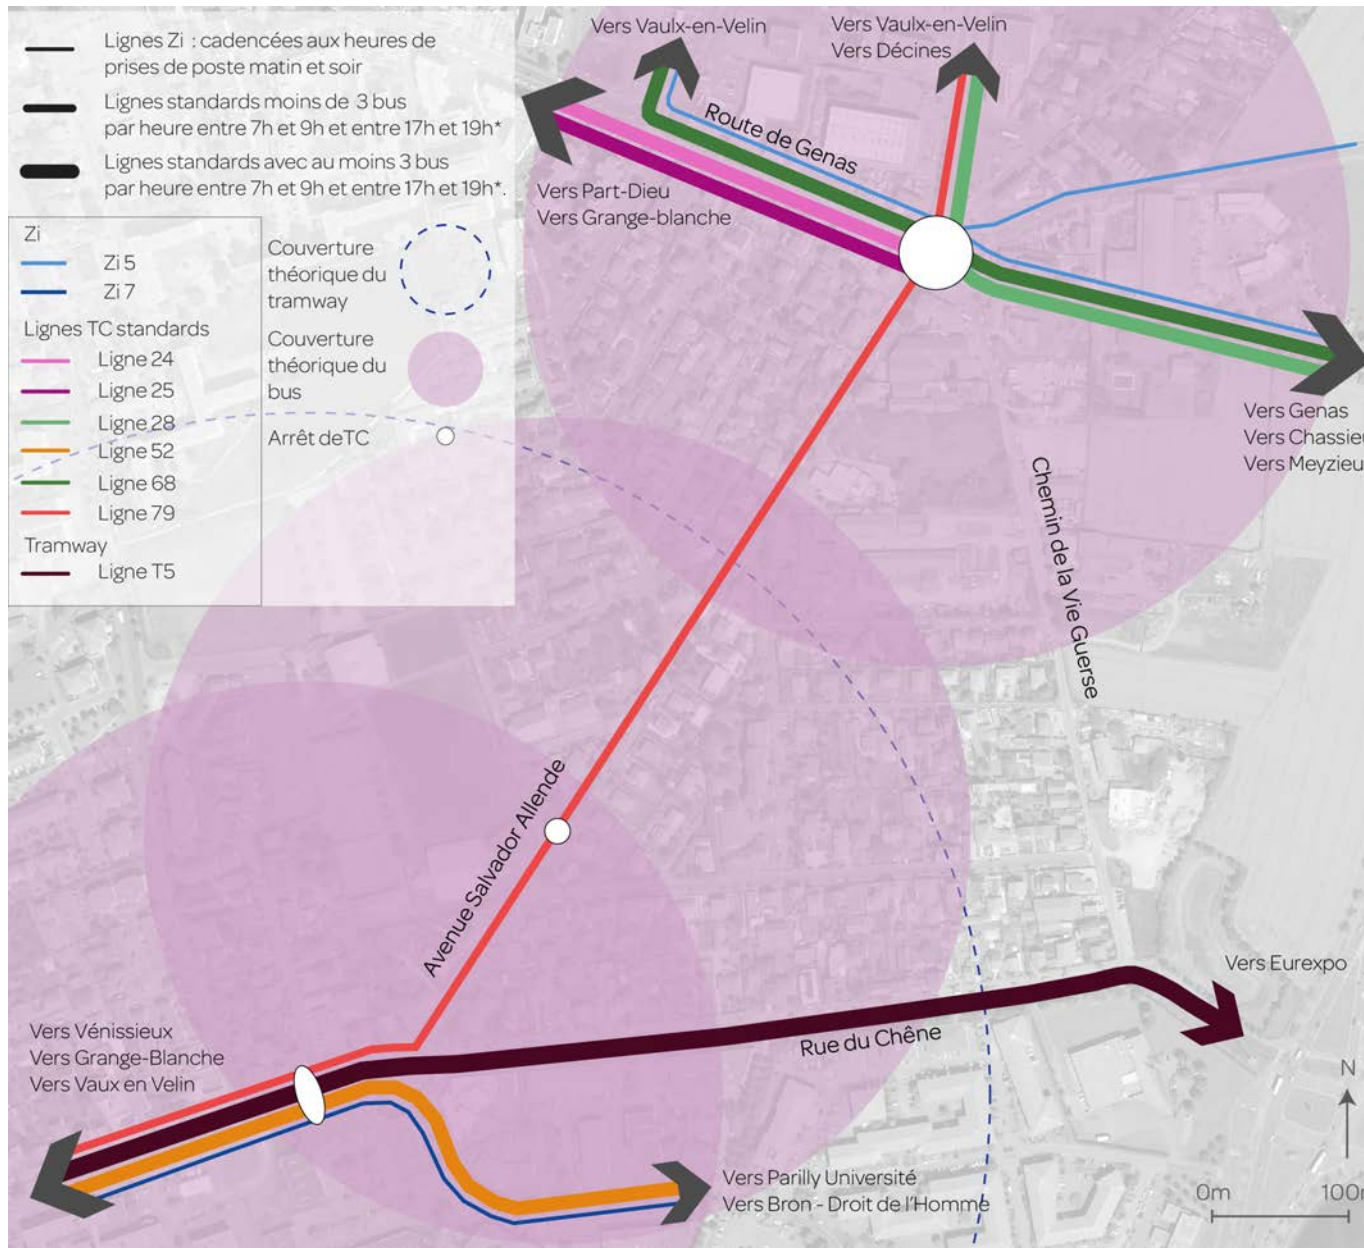 Lignes Zi : cadencées aux heures de
prises de poste matin et soir
Lignes standards moins de 3 bus
par heure entre 7h et 9h et entre 17h et 19h*
Lignes standards avec au moins 3 bus
par heure entre 7h et 9h et entre 17h et 19h*.
Zi
Zi 5
Zi 7
Lignes TC standards
Ligne 24
Ligne 25
Ligne 28
Ligne 52
Ligne 68
Ligne 79
Tramway
Ligne T5
Couverture
théorique du
tramway
Couverture
théorique du
bus
Arrêt de TC
Vers Vaulx-en-Velin
Vers Vaulx-en-Velin
Vers Décines
Route de Genas
Vers Part-Dieu
Vers Grange-blanche
Vers Genas
Vers Chassieu
Vers Meyzieu
Chemin de la Vie Guerse
Avenue Salvador Allende
Vers Eurexpo
Rue du Chêne
Vers Vénissieux
Vers Grange-Blanche
Vers Vaux en Velin
Vers Parilly Université
Vers Bron - Droit de l'Homme
N
0m 100m